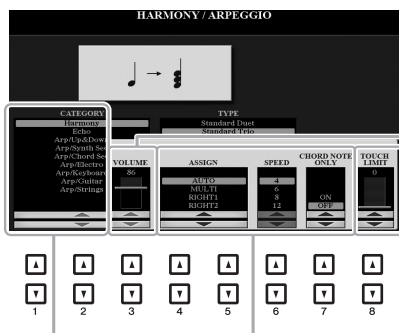 HARMONY / ARPEGGIO
CATEGORY
TYPE
Harmony
Echo
Arp/Up&Down
Arp/Synth Seq
Arp/Chord Seq
Arp/Electro
Arp/Keyboard
Arp/Guitar
Arp/Strings
Standard Duet
Standard Trio
VOLUME
86
ASSIGN
AUTO
MULTI
RIGHT1
RIGHT2
SPEED
4
6
8
12
CHORD NOTE
ONLY
ON
OFF
TOUCH
LIMIT
0
1 2 3 4 5 6 7 8